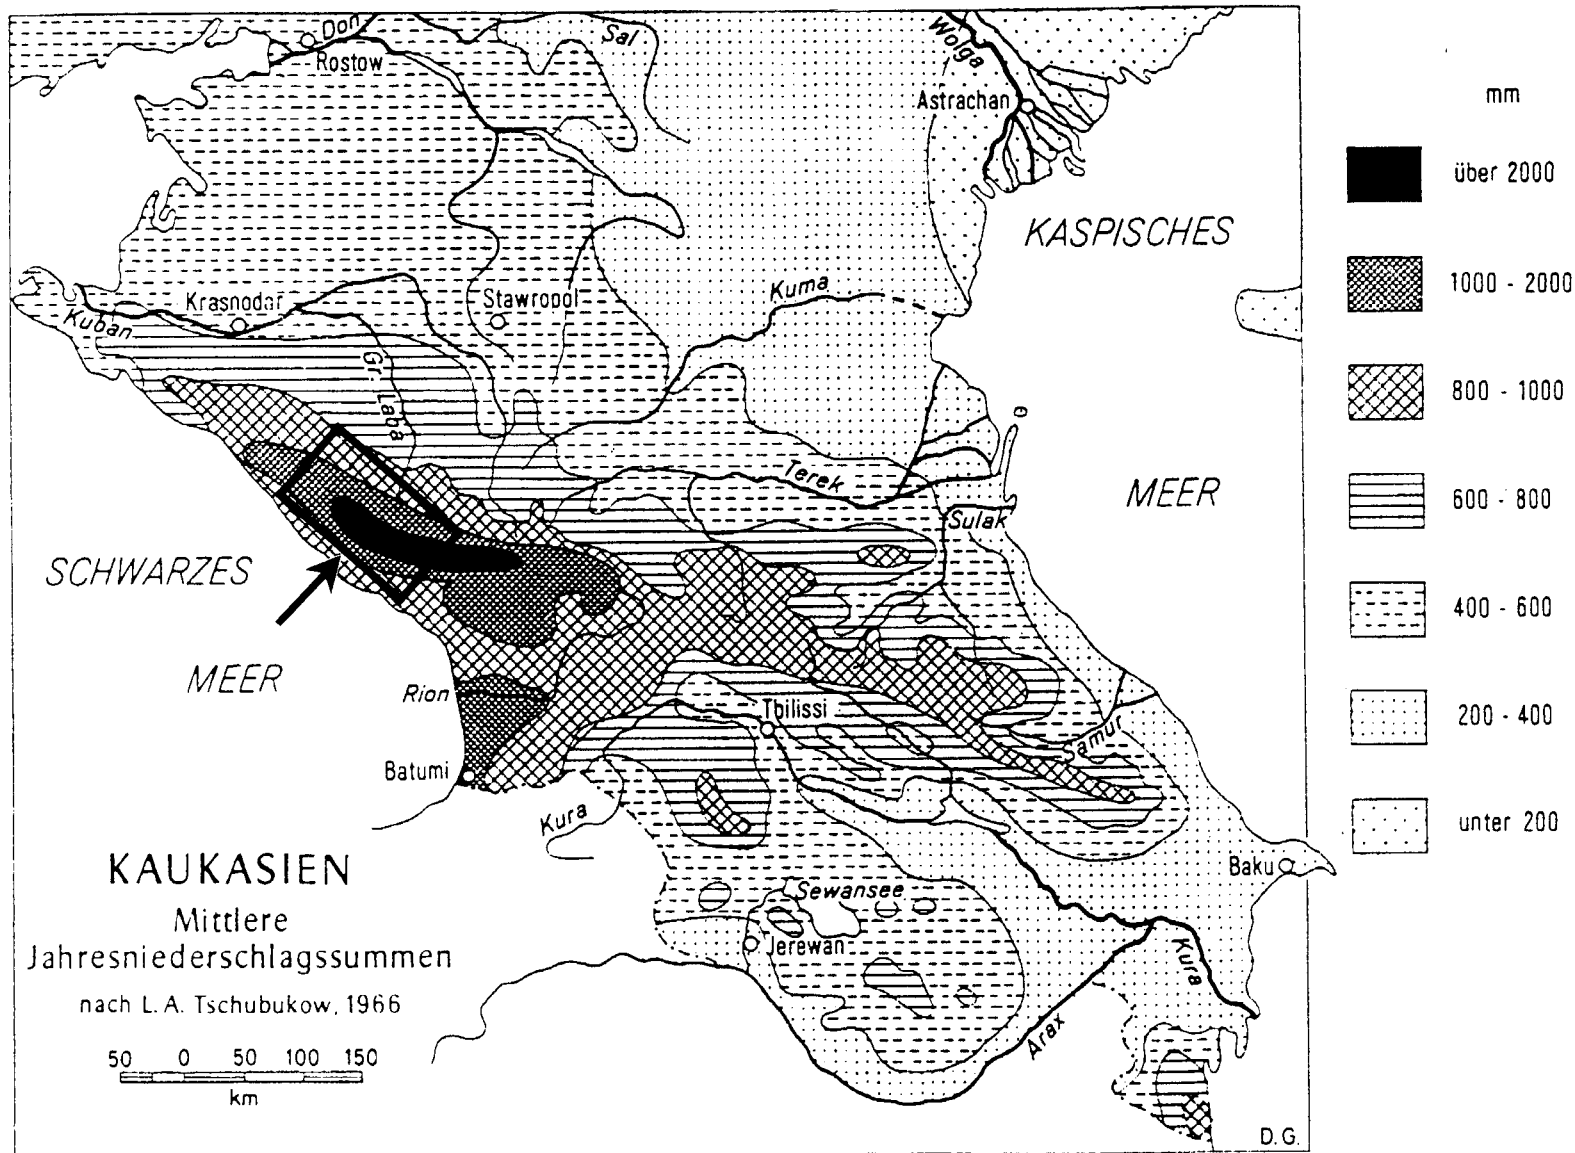 Don
Rostow
Sal
Wolga
Astrachan
KASPISCHES
MEER
Kuban
Krasnodar
Stawropol
Kuma
Gr. Laba
Terek
Sulak
SCHWARZES
MEER
Rion
Tbilissi
Samur
Batumi
Kura
Baku
Sewansee
Jerewan
Kura
Arax
KAUKASIEN
Mittlere
Jahresniederschlagssummen
nach L. A. Tschubukow, 1966
50 0 50 100 150
km
D. G.
mm
über 2000
1000 - 2000
800 - 1000
600 - 800
400 - 600
200 - 400
unter 200